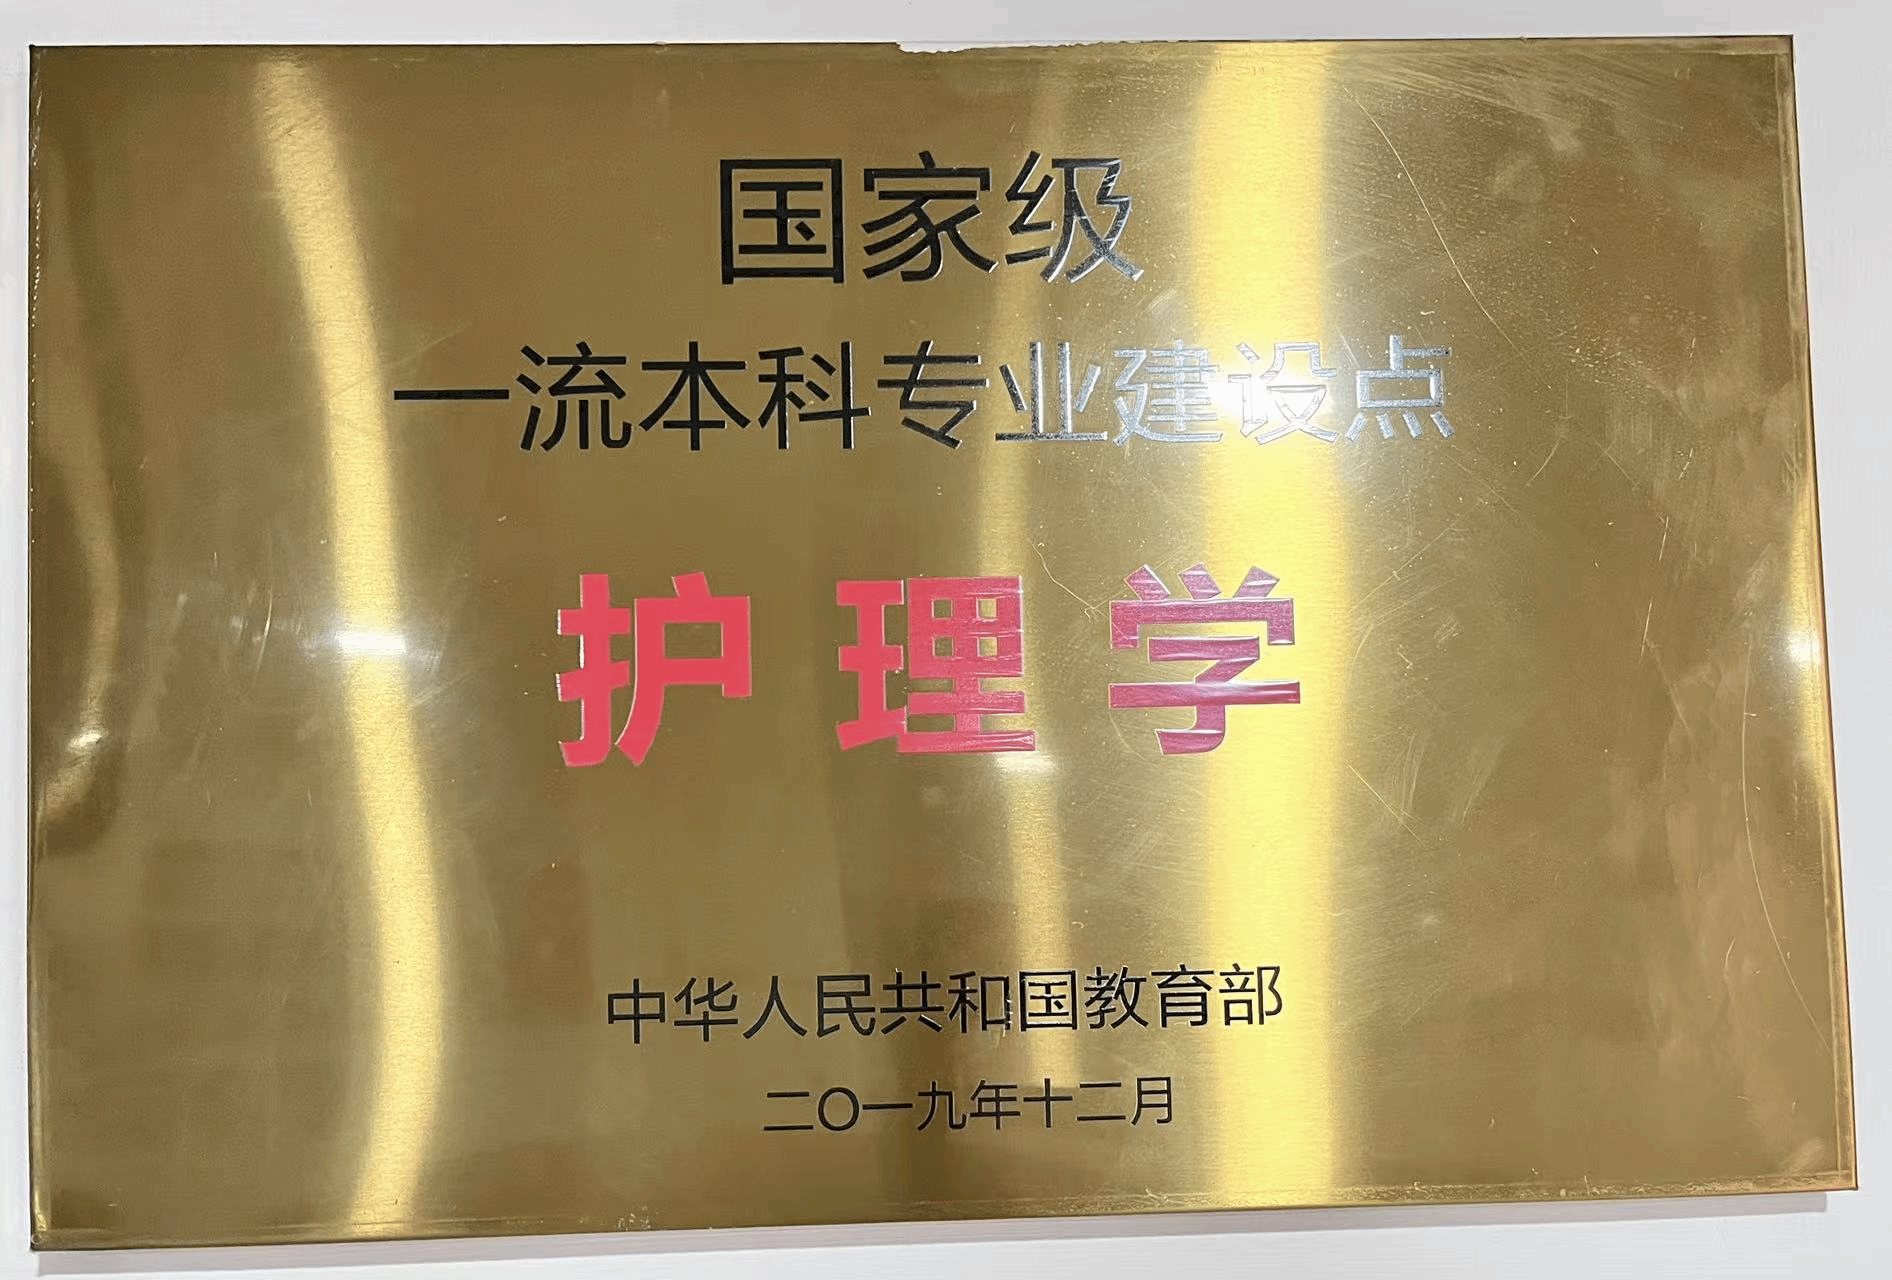 国家级
一流本科专业建设点
护理学
中华人民共和国教育部
二〇一九年十二月